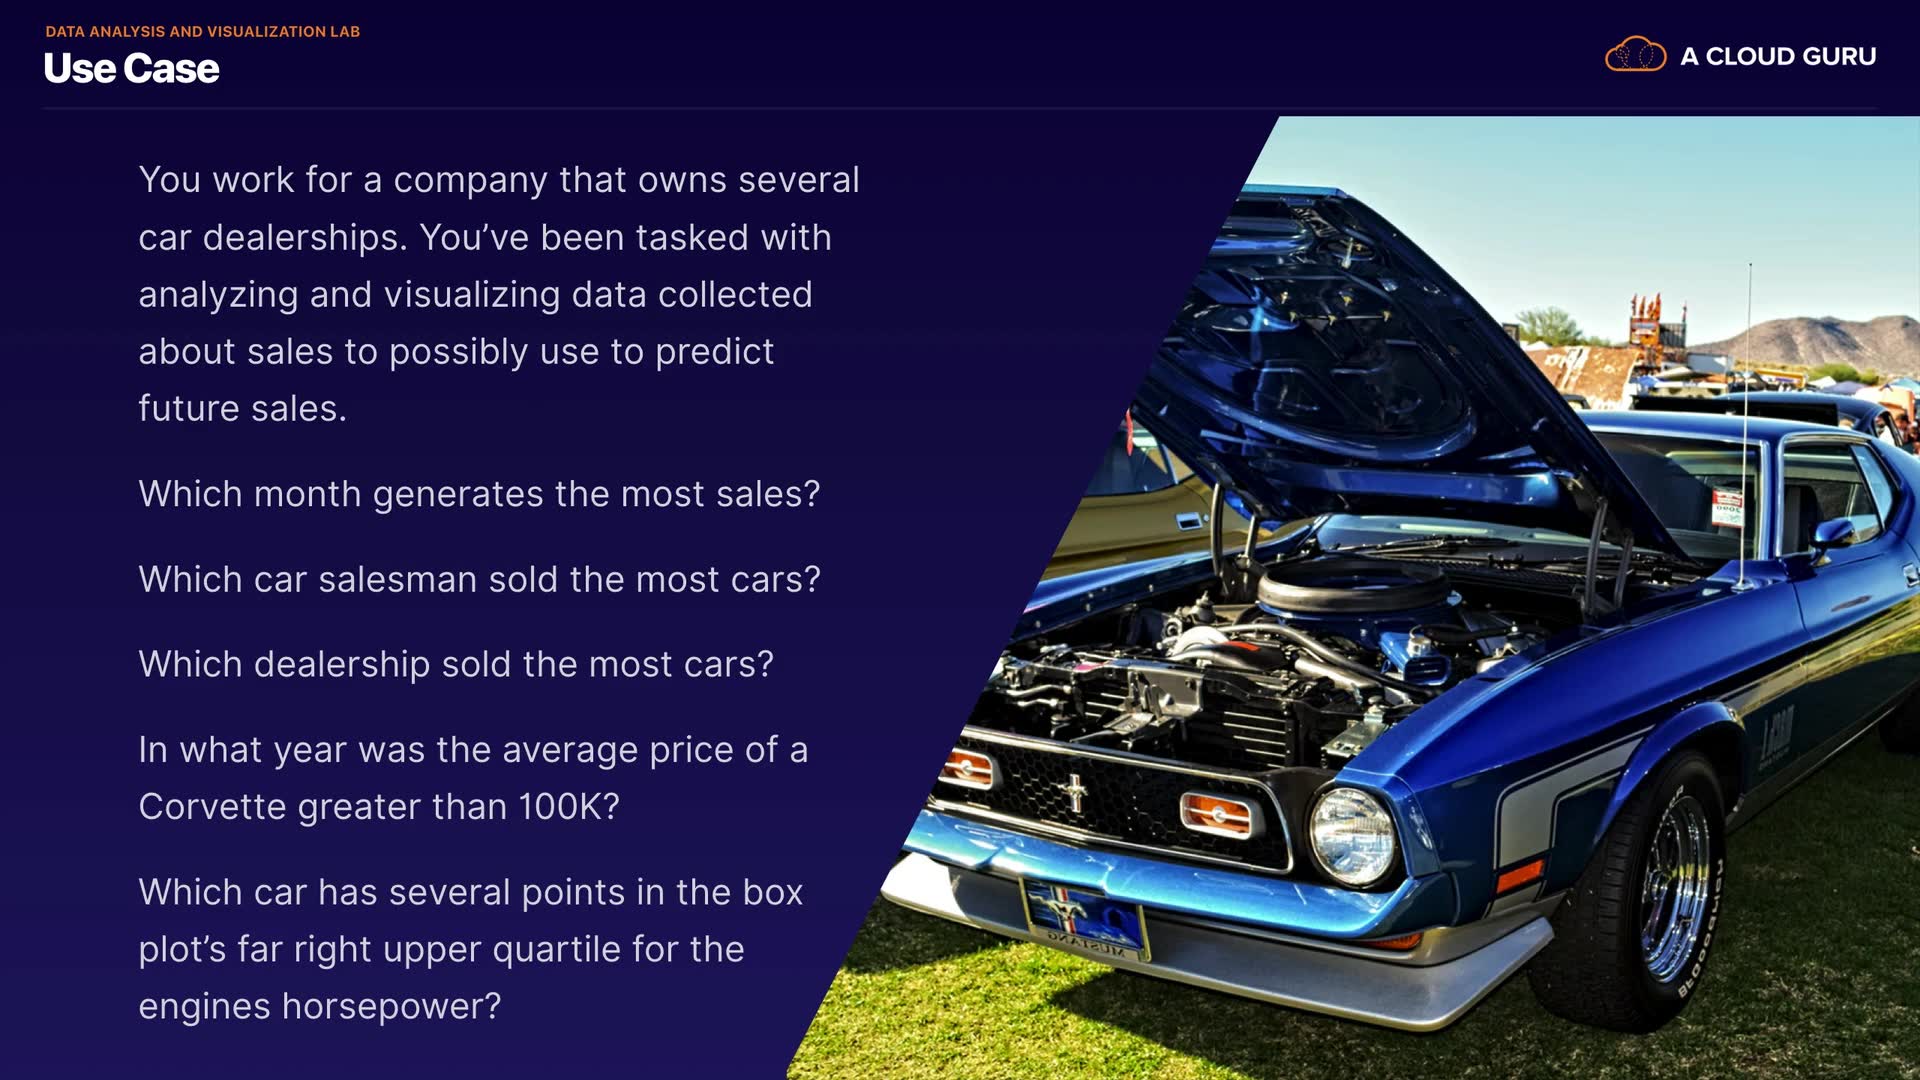 DATA ANALYSIS AND VISUALIZATION LAB
Use Case
A CLOUD GURU
You work for a company that owns several
car dealerships. You’ve been tasked with
analyzing and visualizing data collected
about sales to possibly use to predict
future sales.
Which month generates the most sales?
Which car salesman sold the most cars?
Which dealership sold the most cars?
In what year was the average price of a
Corvette greater than 100K?
Which car has several points in the box
plot’s far right upper quartile for the
engines horsepower?
MUSTANG